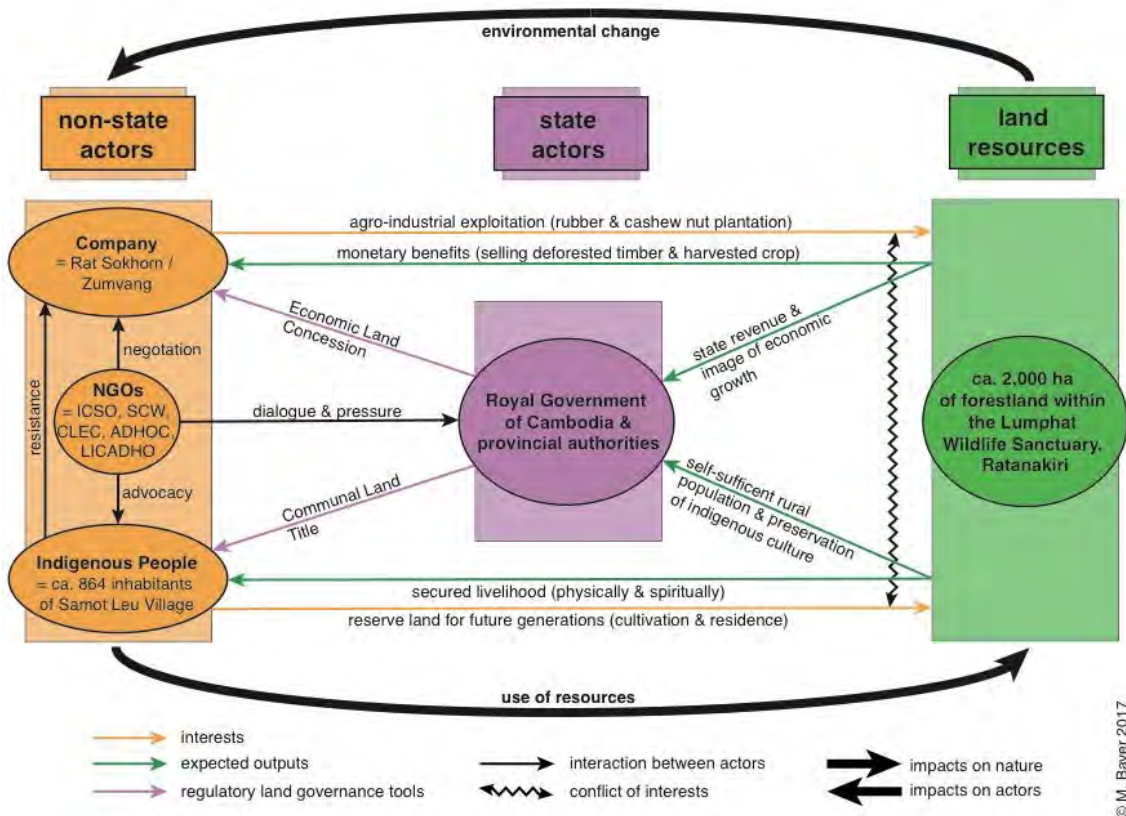 environmental change
non-state
actors
state
actors
land
resources
agro-industrial exploitation (rubber & cashew nut plantation)
Company
= Rat Sokhorn /
Zumvang
monetary benefits (selling deforested timber & harvested crop)
Economic Land
Concession
state revenue &
image of economic
growth
negotation
resistance
NGOs
= ICSO, SCW,
CLEC, ADHOC,
LICADHO
dialogue & pressure
Royal Government
of Cambodia &
provincial authorities
ca. 2,000 ha
of forestland within
the Lumphat
Wildlife Sanctuary,
Ratanakiri
advocacy
Communal Land
Title
self-sufficent rural
population & preservation
of indigenous culture
Indigenous People
= ca. 864 inhabitants
of Samot Leu Village
secured livelihood (physically & spiritually)
reserve land for future generations (cultivation & residence)
use of resources
interests
expected outputs
regulatory land governance tools
interaction between actors
conflict of interests
impacts on nature
impacts on actors
© M. Bayer 2017